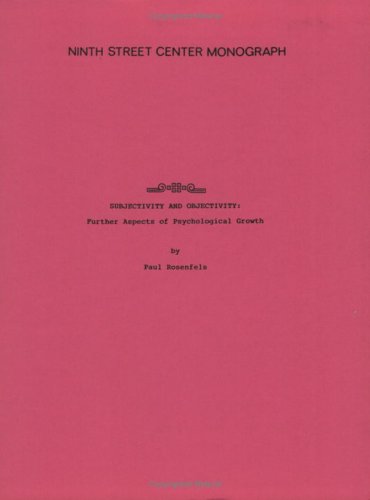 NINTH STREET CENTER MONOGRAPH
SUBJECTIVITY AND OBJECTIVITY:
Further Aspects of Psychological Growth
by
Paul Rosenfels